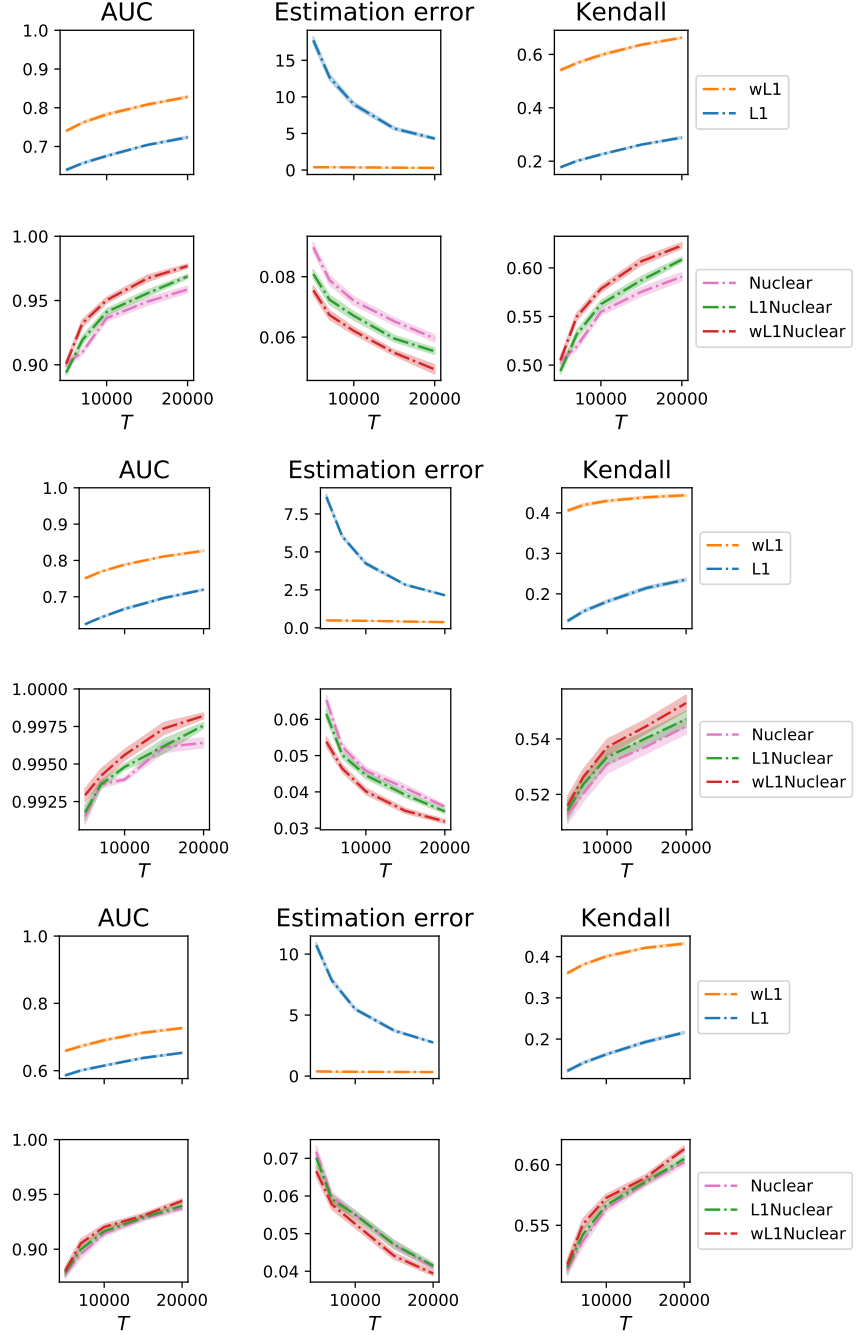 AUC Estimation error Kendall
1.0 15 0.6
0.9 10 0.4
0.8 5 0.2
0.7 0
wL1
L1
1.00 0.08 0.60
0.95 0.06 0.55
0.90 0.50
Nuclear
L1Nuclear
wL1Nuclear
10000 20000 10000 20000 10000 20000
T T T
AUC Estimation error Kendall
1.0 7.5 0.4
0.9 5.0 0.2
0.8 2.5
0.7 0.0
wL1
L1
1.0000 0.06 0.54
0.9975 0.05 0.52
0.9950 0.04
0.9925 0.03
Nuclear
L1Nuclear
wL1Nuclear
10000 20000 10000 20000 10000 20000
T T T
AUC Estimation error Kendall
1.0 10 0.4
0.8 5 0.3
0.6 0 0.2
wL1
L1
1.00 0.07 0.60
0.95 0.06 0.55
0.90 0.05
0.04
Nuclear
L1Nuclear
wL1Nuclear
10000 20000 10000 20000 10000 20000
T T T